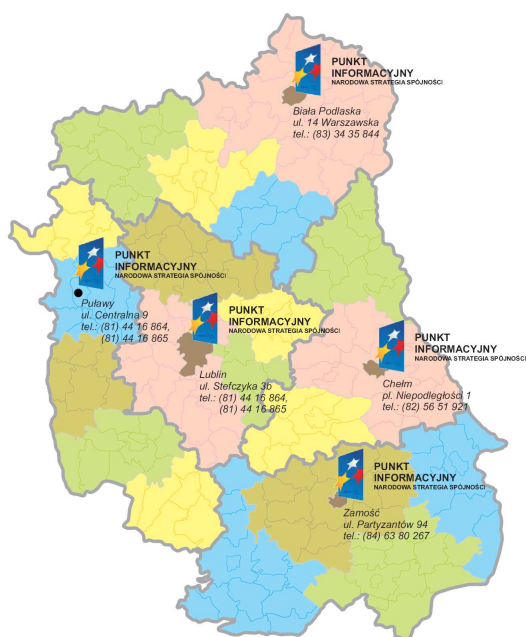 PUNKT
INFORMACYJNY
NARODOWA STRATEGIA SPÓJNOŚCI
Biała Podlaska
ul. 14 Warszawska
tel.: (83) 34 35 844
PUNKT
INFORMACYJNY
NARODOWA STRATEGIA SPÓJNOŚCI
Puławy
ul. Centralna 9
tel.: (81) 44 16 864,
(81) 44 16 865
PUNKT
INFORMACYJNY
NARODOWA STRATEGIA SPÓJNOŚCI
Lublin
ul. Stefczyka 3b
tel.: (81) 44 16 864,
(81) 44 16 865
PUNKT
INFORMACYJNY
NARODOWA STRATEGIA SPÓJNOŚCI
Chełm
pl. Niepodległości 1
tel.: (82) 56 51 921
PUNKT
INFORMACYJNY
NARODOWA STRATEGIA SPÓJNOŚCI
Zamość
ul. Partyzantów 94
tel.: (84) 63 80 267